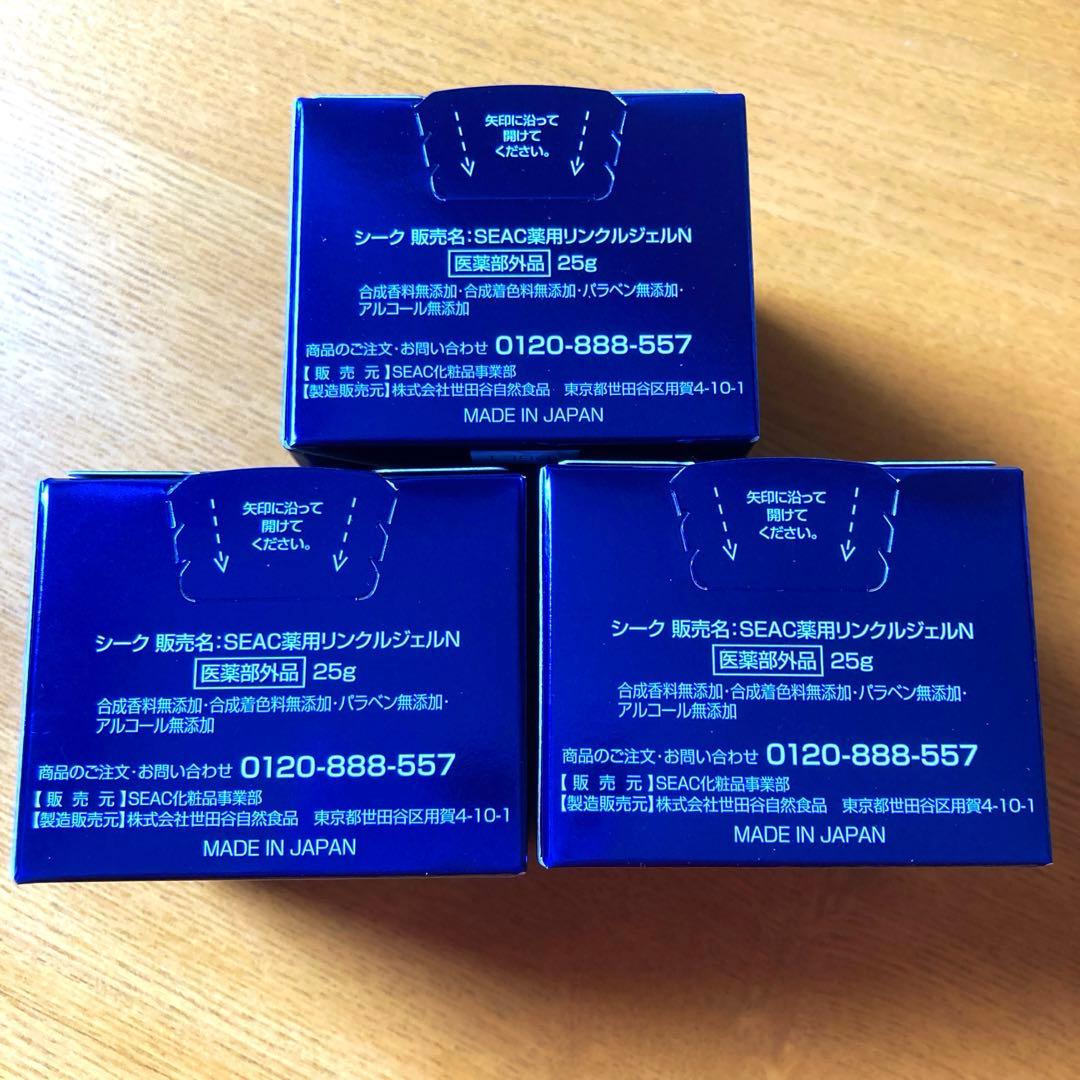 矢印に沿って
開けて
ください。
シーク 販売名:SEAC薬用リンクルジェルN
医薬部外品 25g
合成香料無添加・合成着色料無添加・パラベン無添加・
アルコール無添加
商品のご注文・お問い合わせ 0120-888-557
【販売元】SEAC化粧品事業部
【製造販売元】株式会社世田谷自然食品 東京都世田谷区用賀4-10-1
MADE IN JAPAN
矢印に沿って
開けて
ください。
シーク 販売名:SEAC薬用リンクルジェルN
医薬部外品 25g
合成香料無添加・合成着色料無添加・パラベン無添加・
アルコール無添加
商品のご注文・お問い合わせ 0120-888-557
【販売元】SEAC化粧品事業部
【製造販売元】株式会社世田谷自然食品 東京都世田谷区用賀4-10-1
MADE IN JAPAN
矢印に沿って
開けて
ください。
シーク 販売名:SEAC薬用リンクルジェルN
医薬部外品 25g
合成香料無添加・合成着色料無添加・パラベン無添加・
アルコール無添加
商品のご注文・お問い合わせ 0120-888-557
【販売元】SEAC化粧品事業部
【製造販売元】株式会社世田谷自然食品 東京都世田谷区用賀4-10-1
MADE IN JAPAN